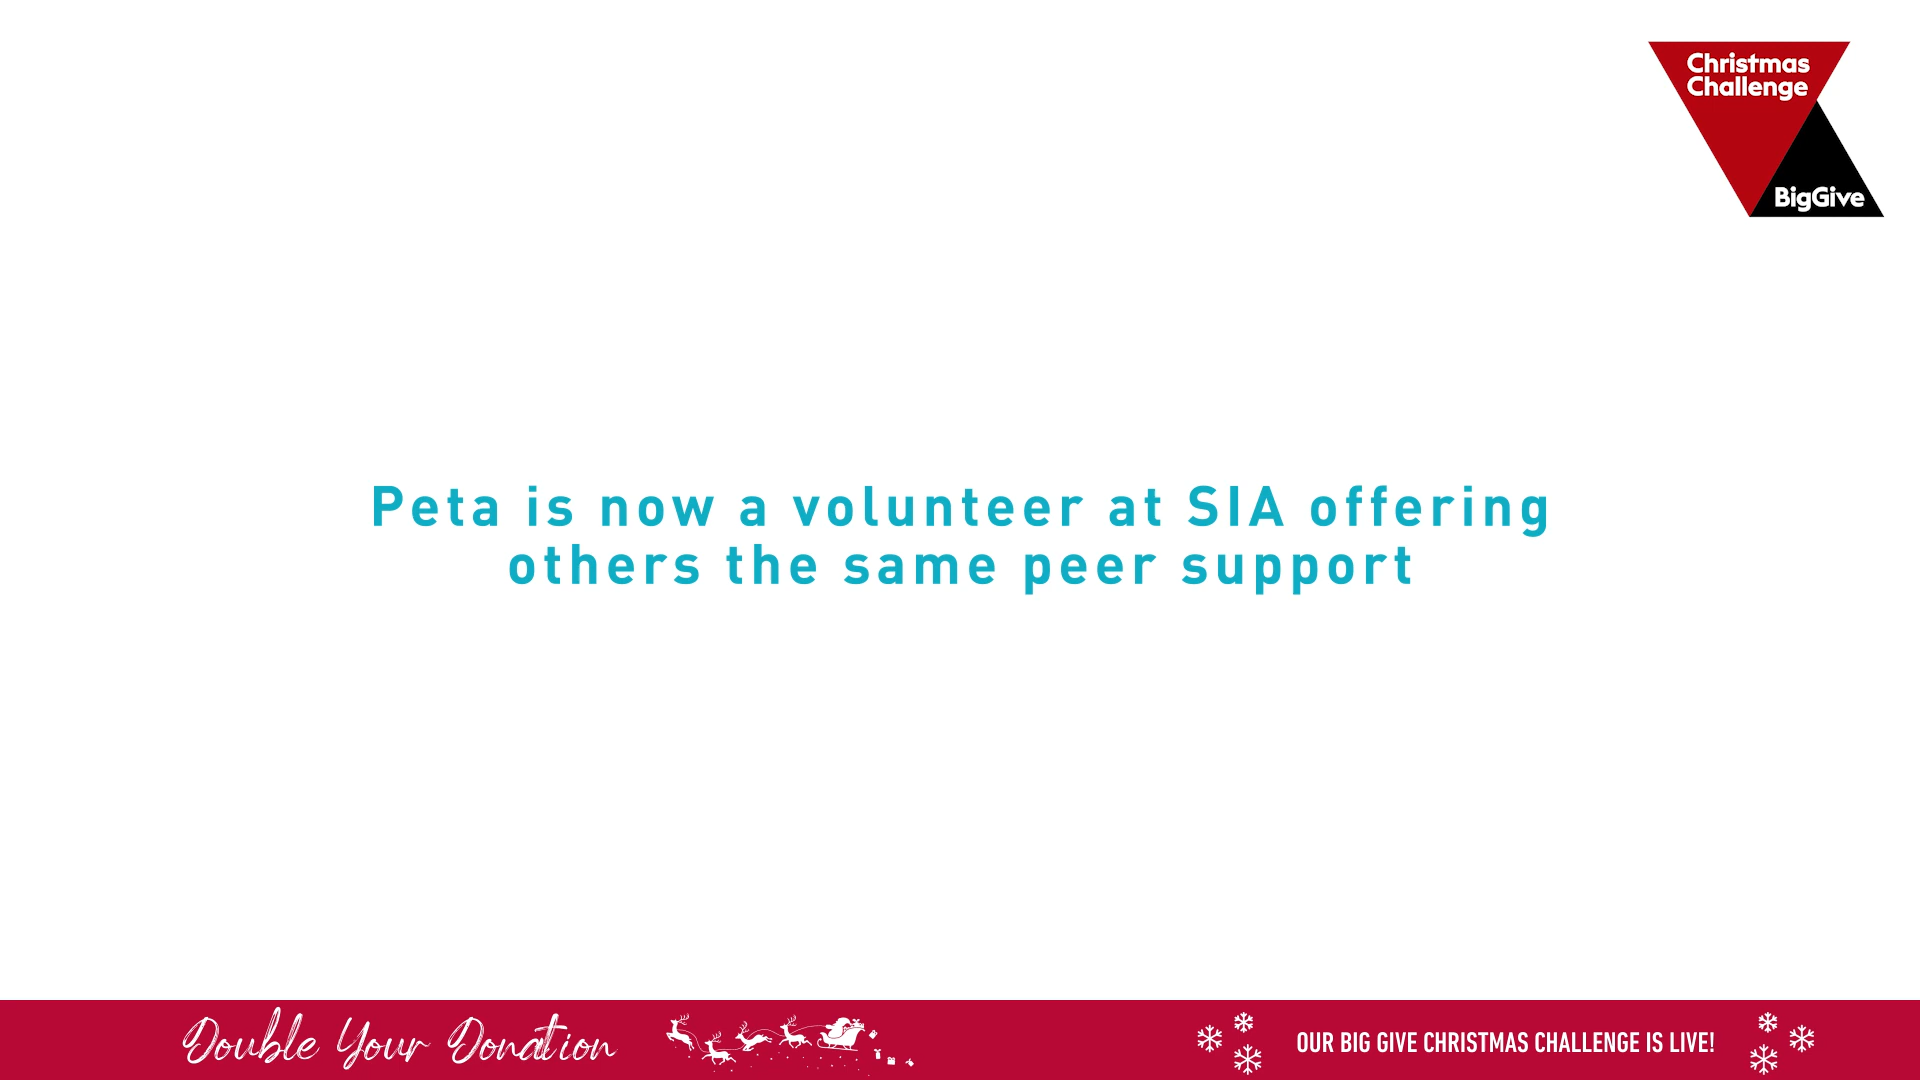 Christmas
Challenge
BigGive
Peta is now a volunteer at SIA offering
others the same peer support
Double Your Donation
OUR BIG GIVE CHRISTMAS CHALLENGE IS LIVE!